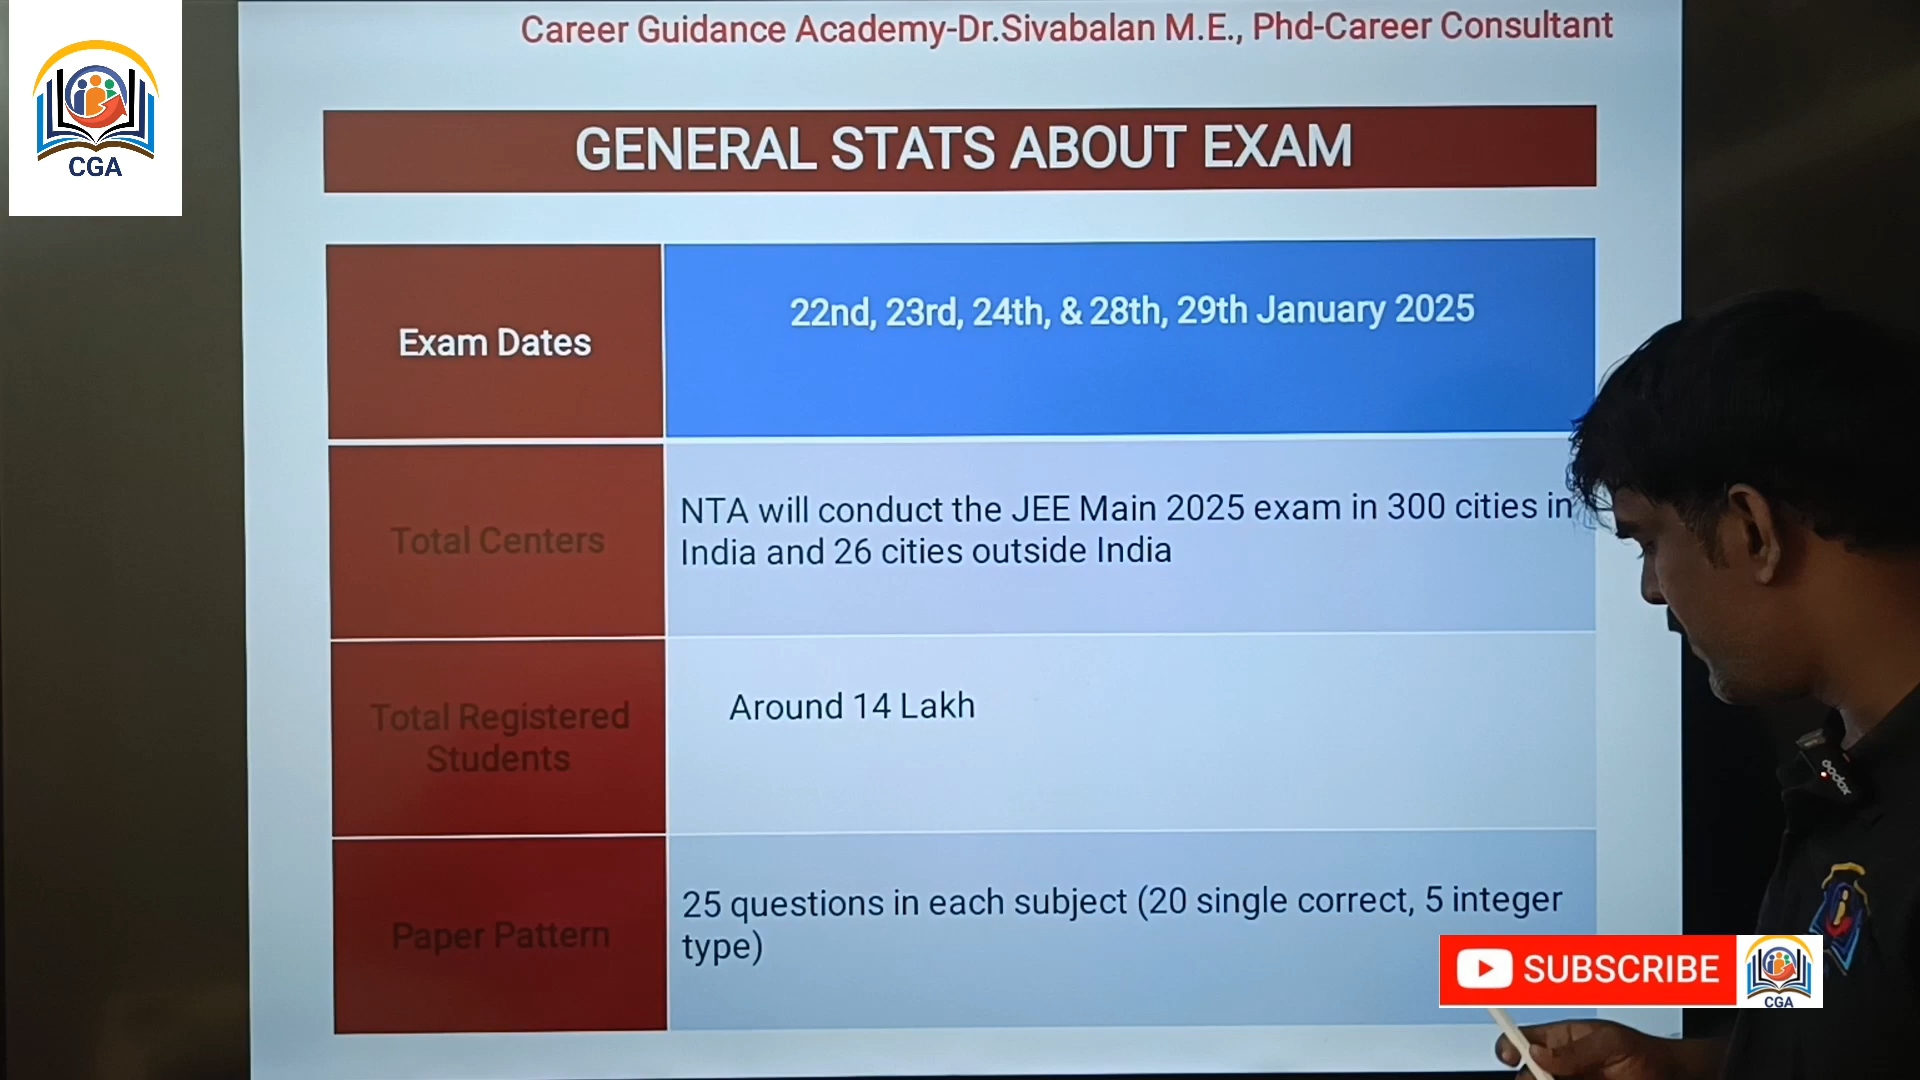 Career Guidance Academy-Dr.Sivabalan M.E., Phd-Career Consultant
CGA
GENERAL STATS ABOUT EXAM
Exam Dates
22nd, 23rd, 24th, & 28th, 29th January 2025
Total Centers
NTA will conduct the JEE Main 2025 exam in 300 cities in
India and 26 cities outside India
Total Registered
Students
Around 14 Lakh
Paper Pattern
25 questions in each subject (20 single correct, 5 integer
type)
Godox
SUBSCRIBE
CGA